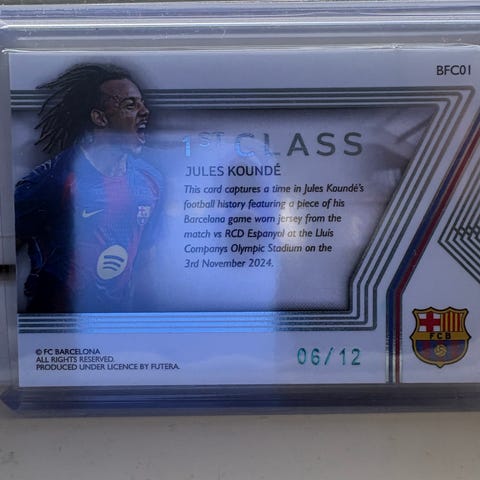 BFC01
1ST CLASS
JULES KOUNDÉ
This card captures a time in Jules Koundé's
football history featuring a piece of his
Barcelona game worn jersey from the
match vs RCD Espanyol at the Lluís
Companys Olympic Stadium on the
3rd November 2024.
FCB
© FC BARCELONA.
ALL RIGHTS RESERVED.
PRODUCED UNDER LICENCE BY FUTERA.
06/12